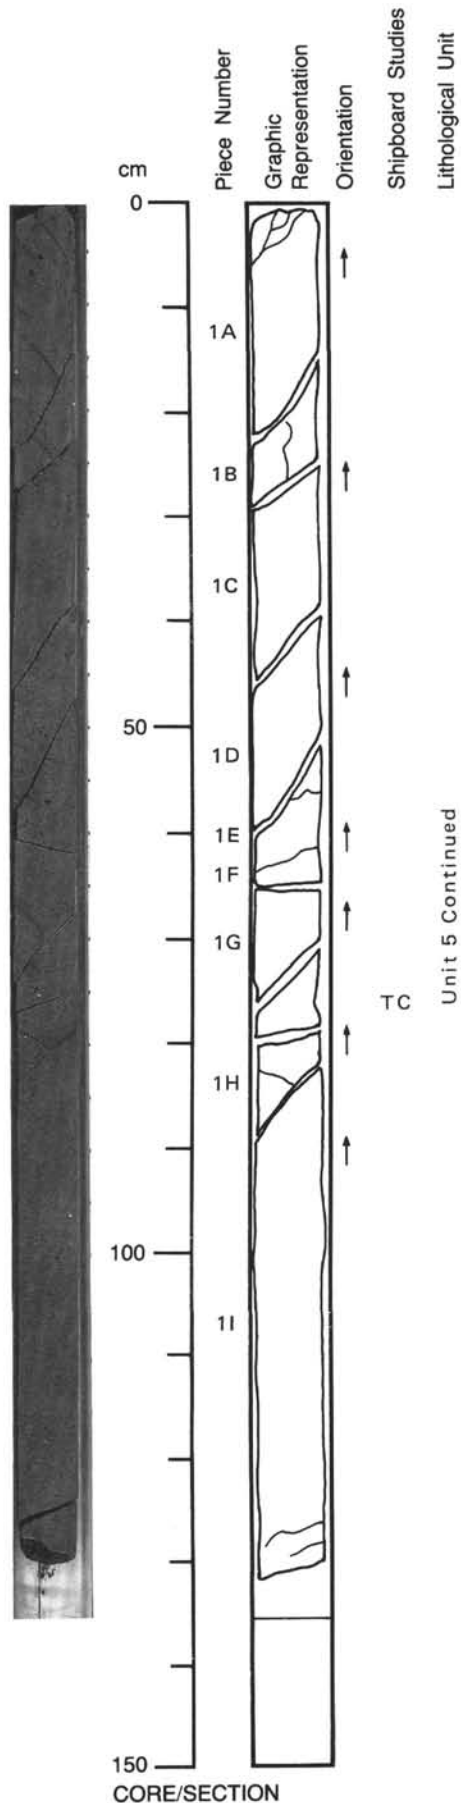 cm
Piece Number
Graphic
Representation
Orientation
Shipboard Studies
Lithological Unit
0
1A
1B
1C
50
1D
1E
1F
1G
TC
Unit 5 Continued
1H
100
1I
150
CORE/SECTION